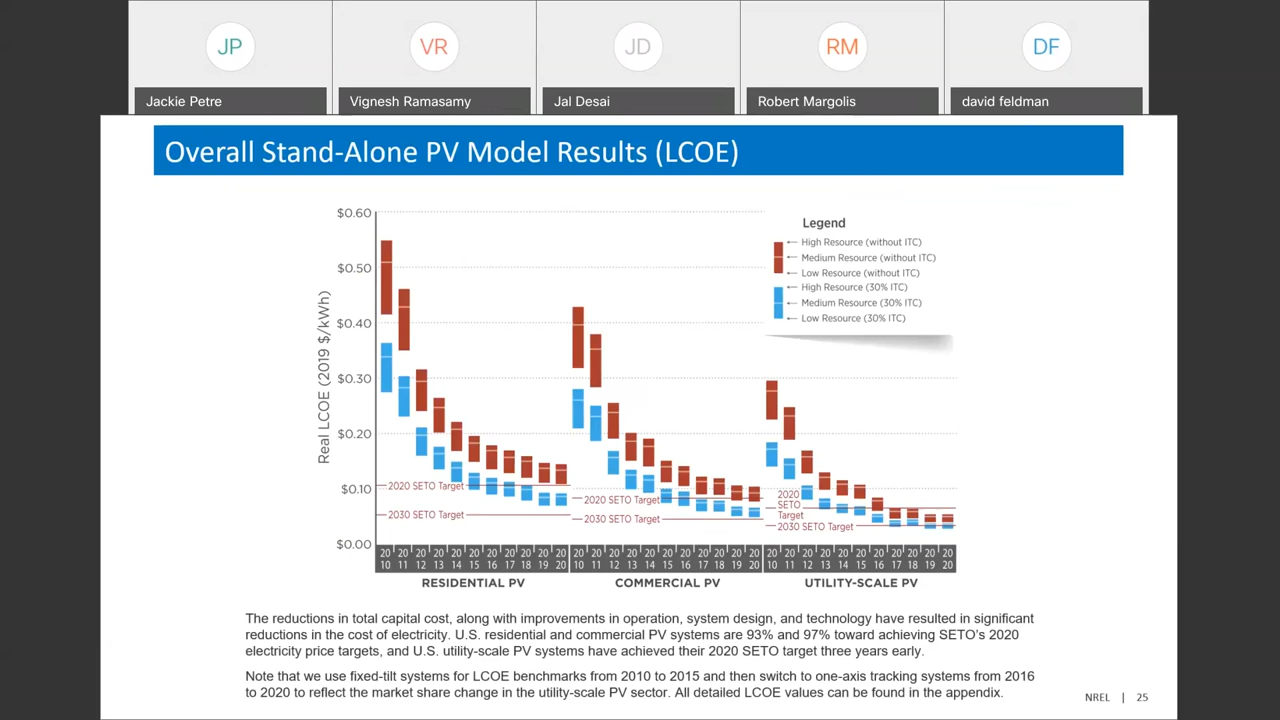 JP
VR
JD
RM
DF
Jackie Petre
Vignesh Ramasamy
Jal Desai
Robert Margolis
david feldman
Overall Stand-Alone PV Model Results (LCOE)
Real LCOE (2019 $/kWh)
$0.60
$0.50
$0.40
$0.30
$0.20
$0.10
$0.00
Legend
High Resource (without ITC)
Medium Resource (without ITC)
Low Resource (without ITC)
High Resource (30% ITC)
Medium Resource (30% ITC)
Low Resource (30% ITC)
2020 SETO Target
2030 SETO Target
2020 SETO Target
2030 SETO Target
2020
SETO
Target
2030 SETO Target
20 20 20 20 20 20 20 20 20 20 20 20 20 20 20 20 20 20 20 20 20 20 20 20 20 20 20 20 20 20 20 20 20
10 11 12 13 14 15 16 17 18 19 20 10 11 12 13 14 15 16 17 18 19 20 10 11 12 13 14 15 16 17 18 19 20
RESIDENTIAL PV
COMMERCIAL PV
UTILITY-SCALE PV
The reductions in total capital cost, along with improvements in operation, system design, and technology have resulted in significant
reductions in the cost of electricity. U.S. residential and commercial PV systems are 93% and 97% toward achieving SETO's 2020
electricity price targets, and U.S. utility-scale PV systems have achieved their 2020 SETO target three years early.
Note that we use fixed-tilt systems for LCOE benchmarks from 2010 to 2015 and then switch to one-axis tracking systems from 2016
to 2020 to reflect the market share change in the utility-scale PV sector. All detailed LCOE values can be found in the appendix.
NREL | 25